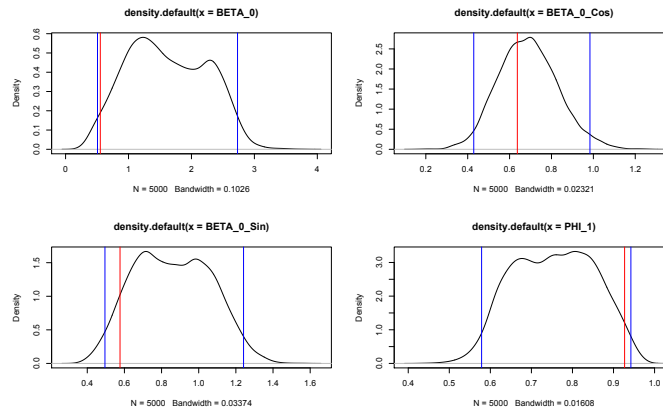 density.default(x = BETA_0)
Density
0.0 0.1 0.2 0.3 0.4 0.5 0.6
0 1 2 3 4
N = 5000 Bandwidth = 0.1026
density.default(x = BETA_0_Cos)
Density
0.0 0.5 1.0 1.5 2.0 2.5
0.2 0.4 0.6 0.8 1.0 1.2
N = 5000 Bandwidth = 0.02321
density.default(x = BETA_0_Sin)
Density
0.0 0.5 1.0 1.5
0.4 0.6 0.8 1.0 1.2 1.4 1.6
N = 5000 Bandwidth = 0.03374
density.default(x = PHI_1)
Density
0.0 1.0 2.0 3.0
0.4 0.5 0.6 0.7 0.8 0.9 1.0
N = 5000 Bandwidth = 0.01608